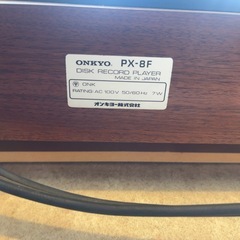 ONKYO PX-8F
DISK RECORD PLAYER
MADE IN JAPAN
ONK
RATING: AC 100V 50/60Hz 7W
オンキヨー株式会社